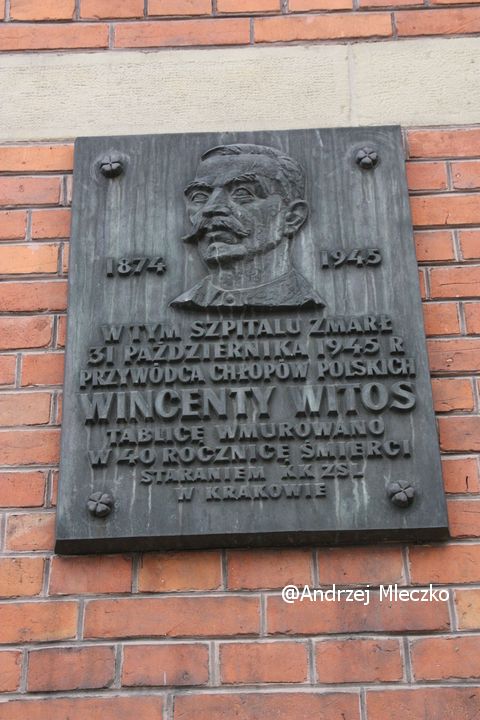 1874 1945
W TYM SZPITALU ZMARŁ
31 PAŹDZIERNIKA 1945 R
PRZYWÓDCA CHŁOPÓW POLSKICH
WINCENTY WITOS
TABLICĘ WMUROWANO
W 40 ROCZNICĘ ŚMIERCI
STARANIEM KK ZSL
W KRAKOWIE
@Andrzej Mleczko